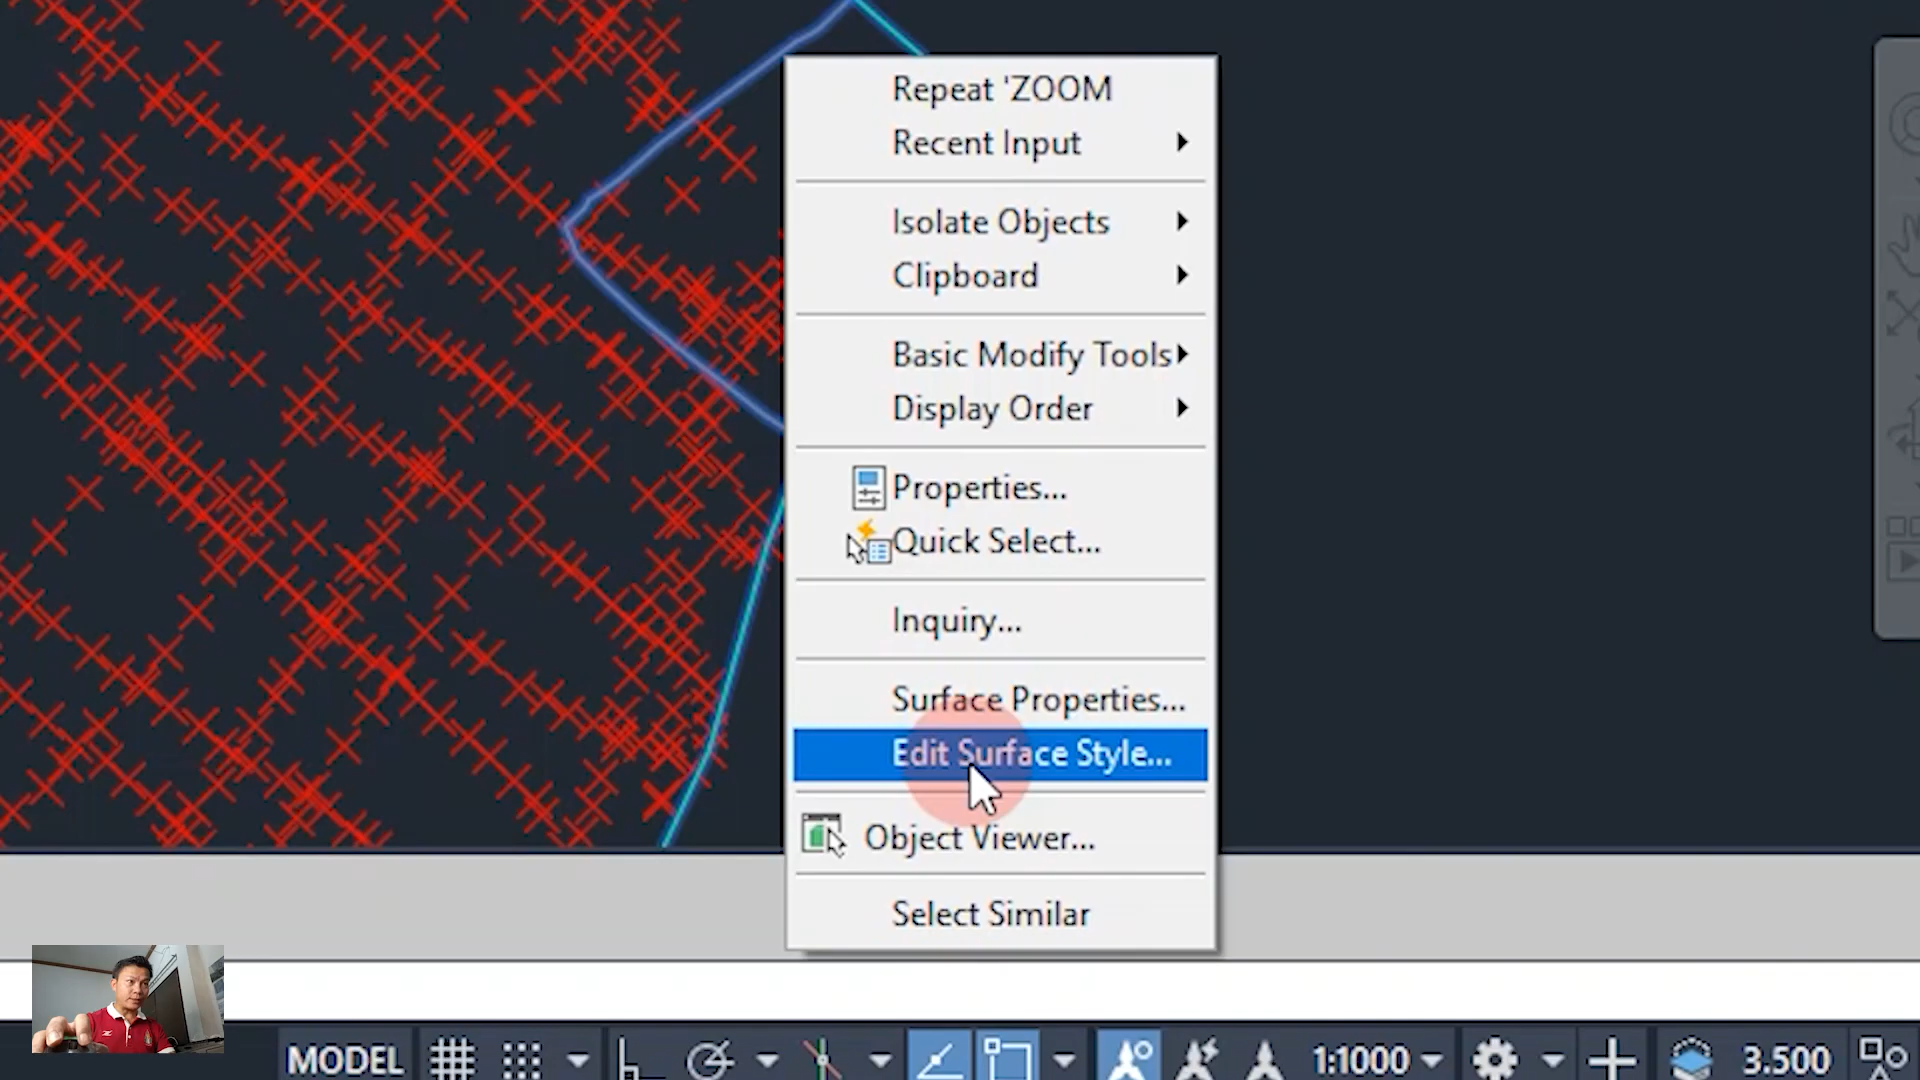 Repeat 'ZOOM
Recent Input
Isolate Objects
Clipboard
Basic Modify Tools
Display Order
Properties...
Quick Select...
Inquiry...
Surface Properties...
Edit Surface Style...
Object Viewer...
Select Similar
MODEL 1:1000 3.500